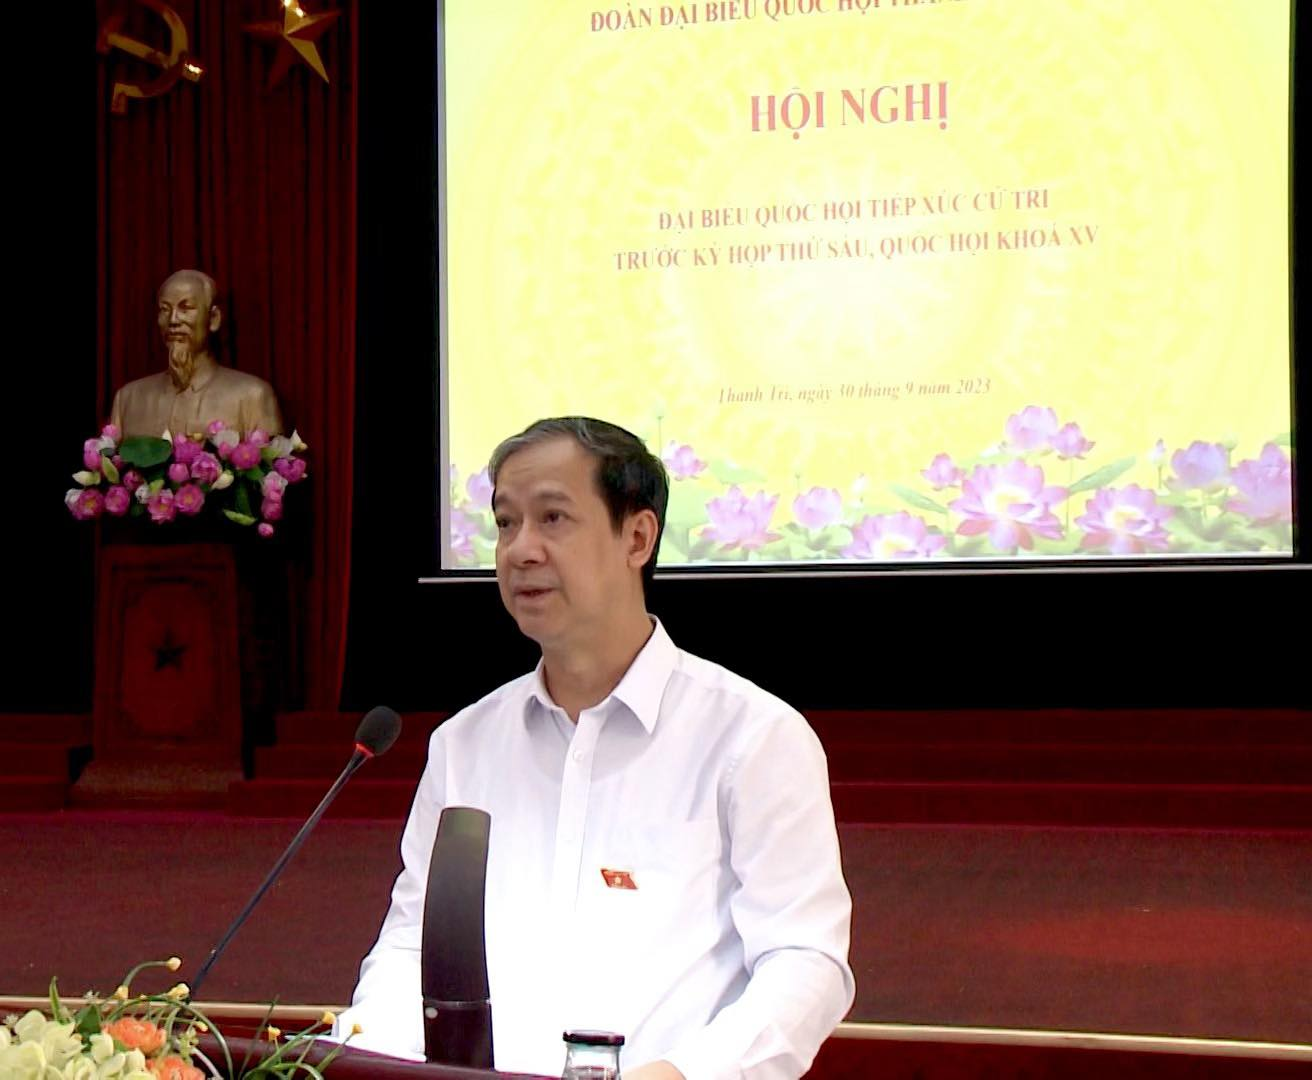 ĐOÀN ĐẠI BIỂU QUỐC HỘI
HỘI NGHỊ
ĐẠI BIỂU QUỐC HỘI TIẾP XÚC CỬ TRI
TRƯỚC KỲ HỌP THỨ SÁU, QUỐC HỘI KHOÁ XV
Thanh Trì, ngày 30 tháng 9 năm 2023